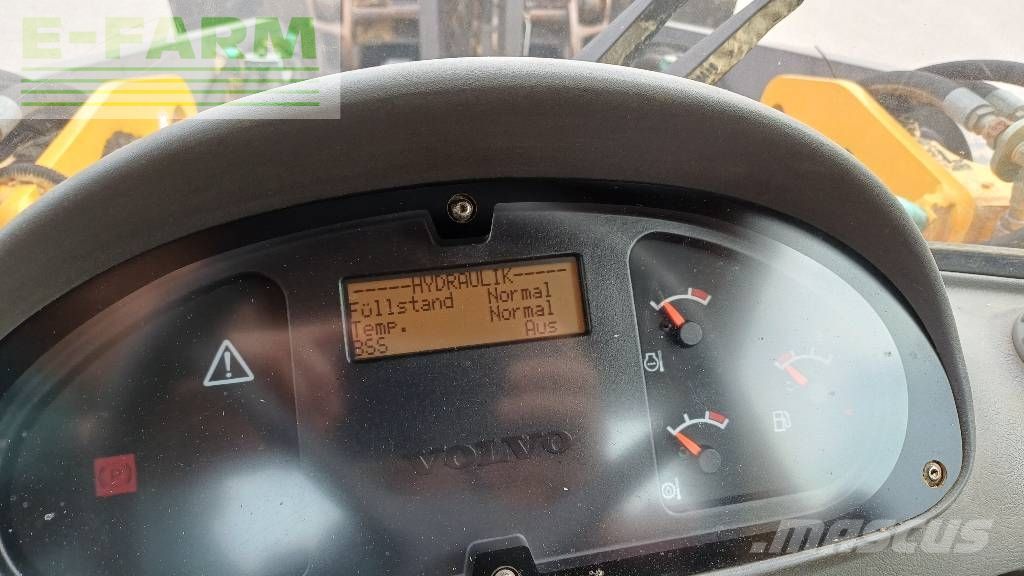 E-FARM
-----HYDRAULIK-----
Füllstand Normal
Temp. Normal
BSS Aus
VOLVO
(P)
mascus